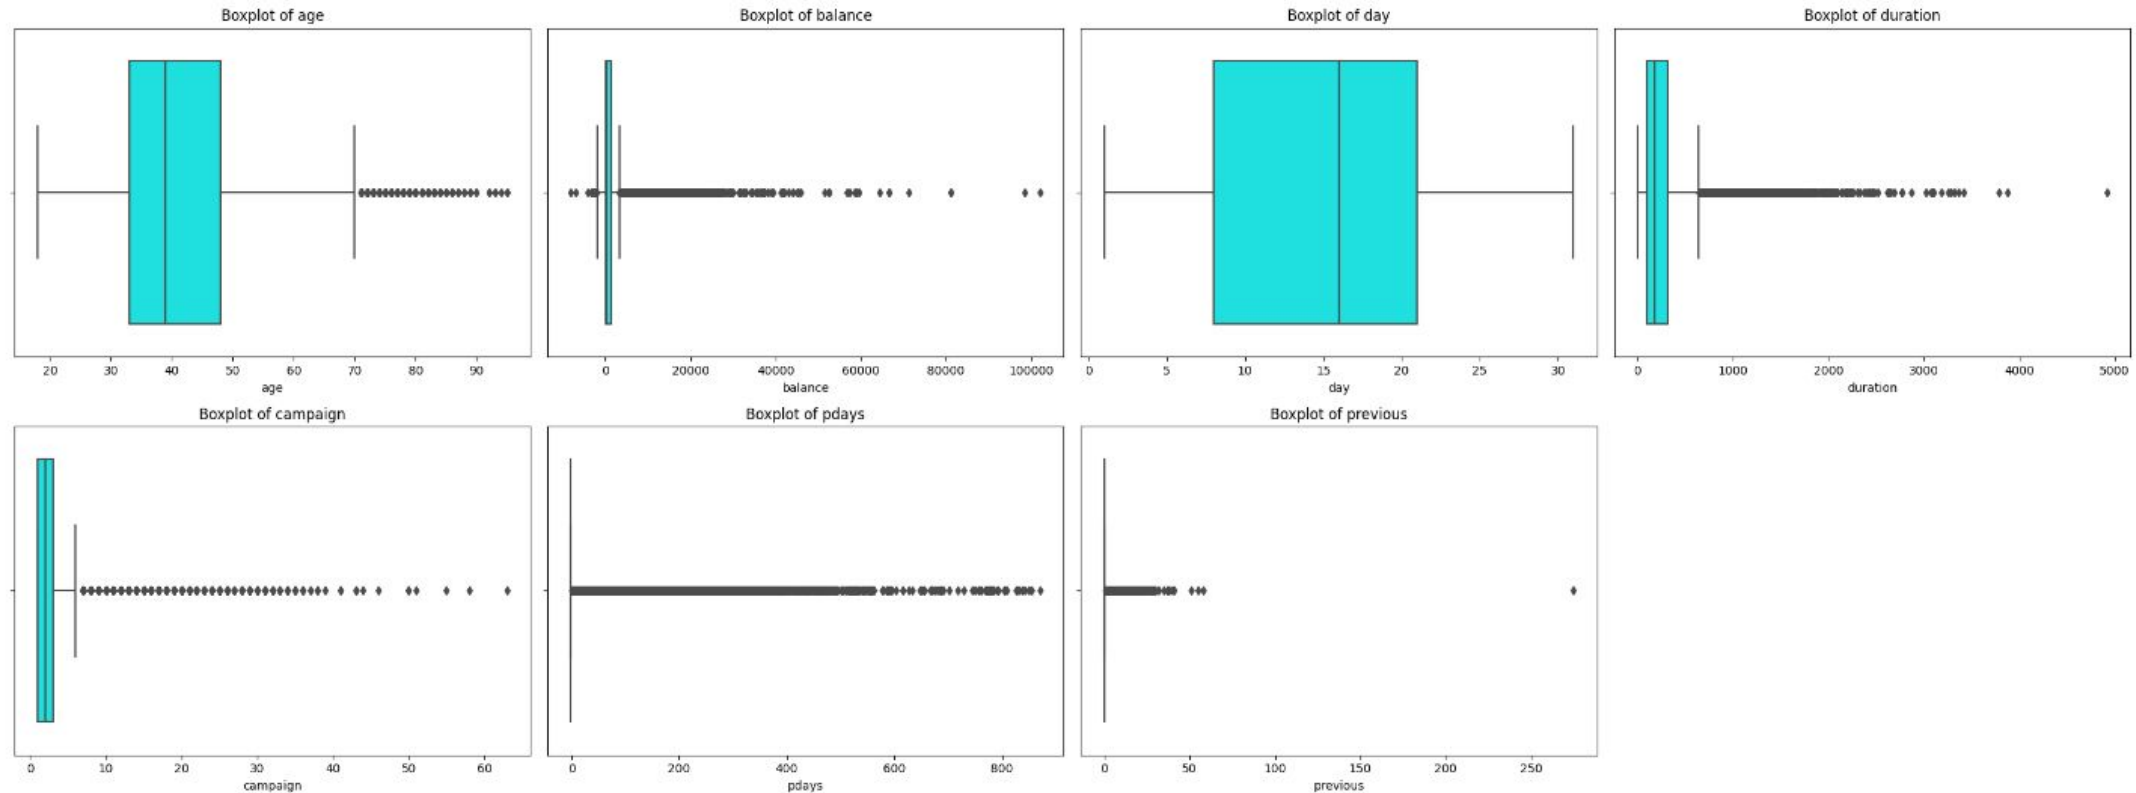 Boxplot of age
20 30 40 50 60 70 80 90
age
Boxplot of balance
0 20000 40000 60000 80000 100000
balance
Boxplot of day
0 5 10 15 20 25 30
day
Boxplot of duration
0 1000 2000 3000 4000 5000
duration
Boxplot of campaign
0 10 20 30 40 50 60
campaign
Boxplot of pdays
0 200 400 600 800
pdays
Boxplot of previous
0 50 100 150 200 250
previous